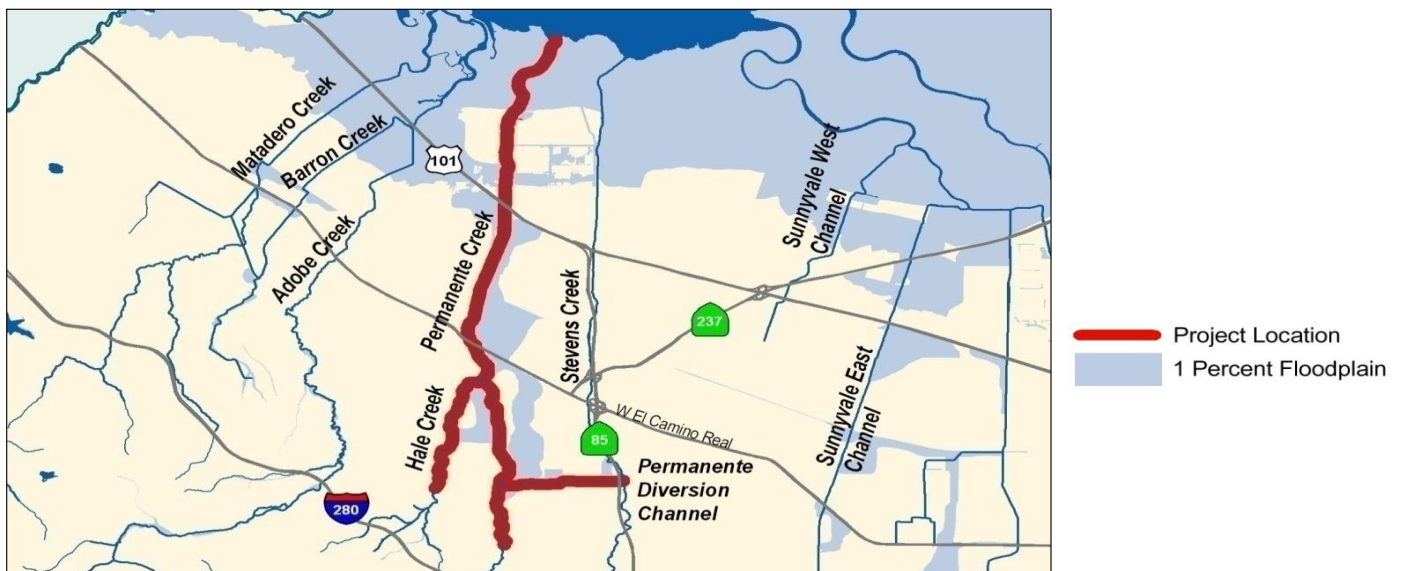 Matadero Creek
Barron Creek
Adobe Creek
101
Permanente Creek
Stevens Creek
Sunnyvale West
Channel
237
Hale Creek
W El Camino Real
85
Sunnyvale East
Channel
Permanente
Diversion
Channel
280
Project Location
1 Percent Floodplain